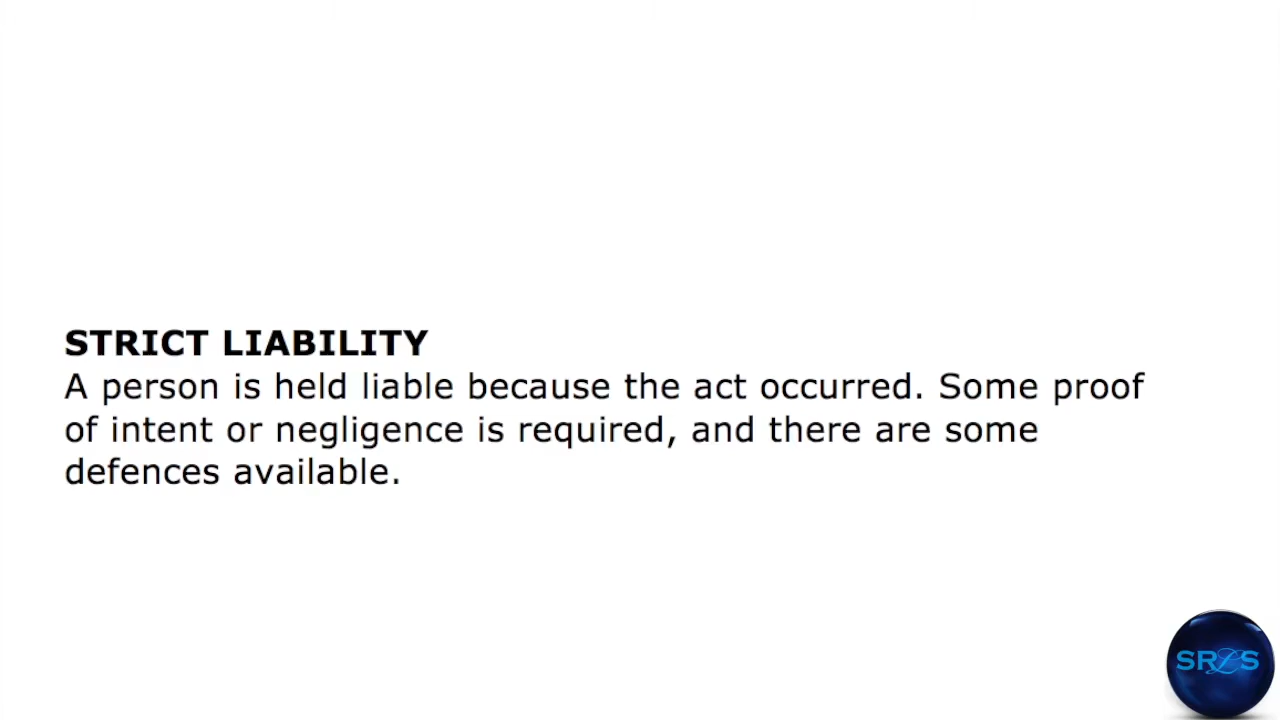 STRICT LIABILITY
A person is held liable because the act occurred. Some proof
of intent or negligence is required, and there are some
defences available.
SRLS